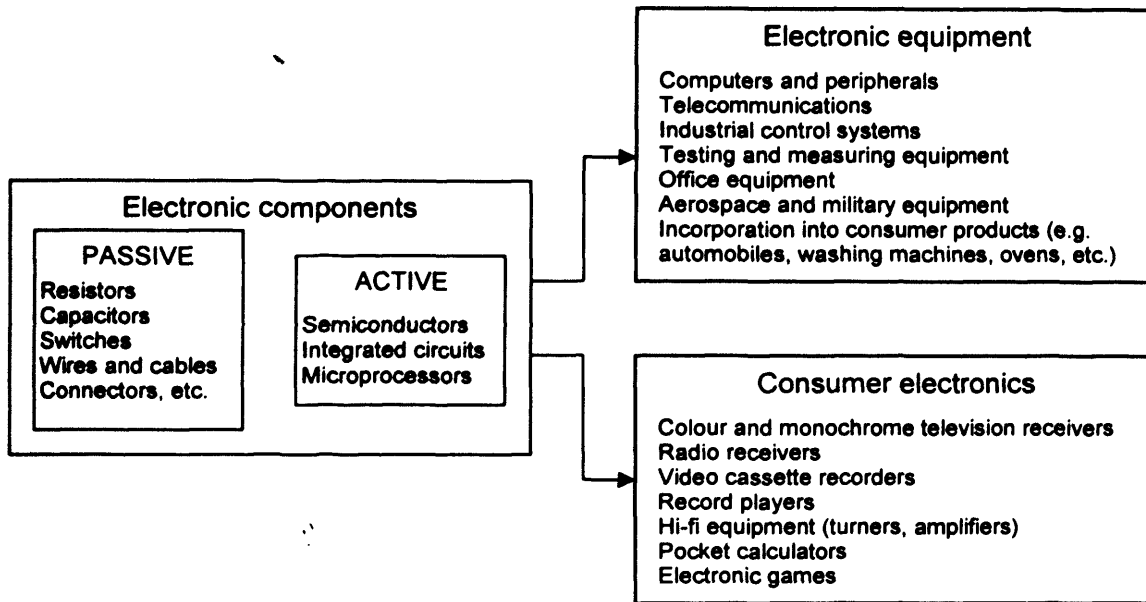 Electronic components
PASSIVE
Resistors
Capacitors
Switches
Wires and cables
Connectors, etc.
ACTIVE
Semiconductors
Integrated circuits
Microprocessors
Electronic equipment
Computers and peripherals
Telecommunications
Industrial control systems
Testing and measuring equipment
Office equipment
Aerospace and military equipment
Incorporation into consumer products (e.g.
automobiles, washing machines, ovens, etc.)
Consumer electronics
Colour and monochrome television receivers
Radio receivers
Video cassette recorders
Record players
Hi-fi equipment (turners, amplifiers)
Pocket calculators
Electronic games